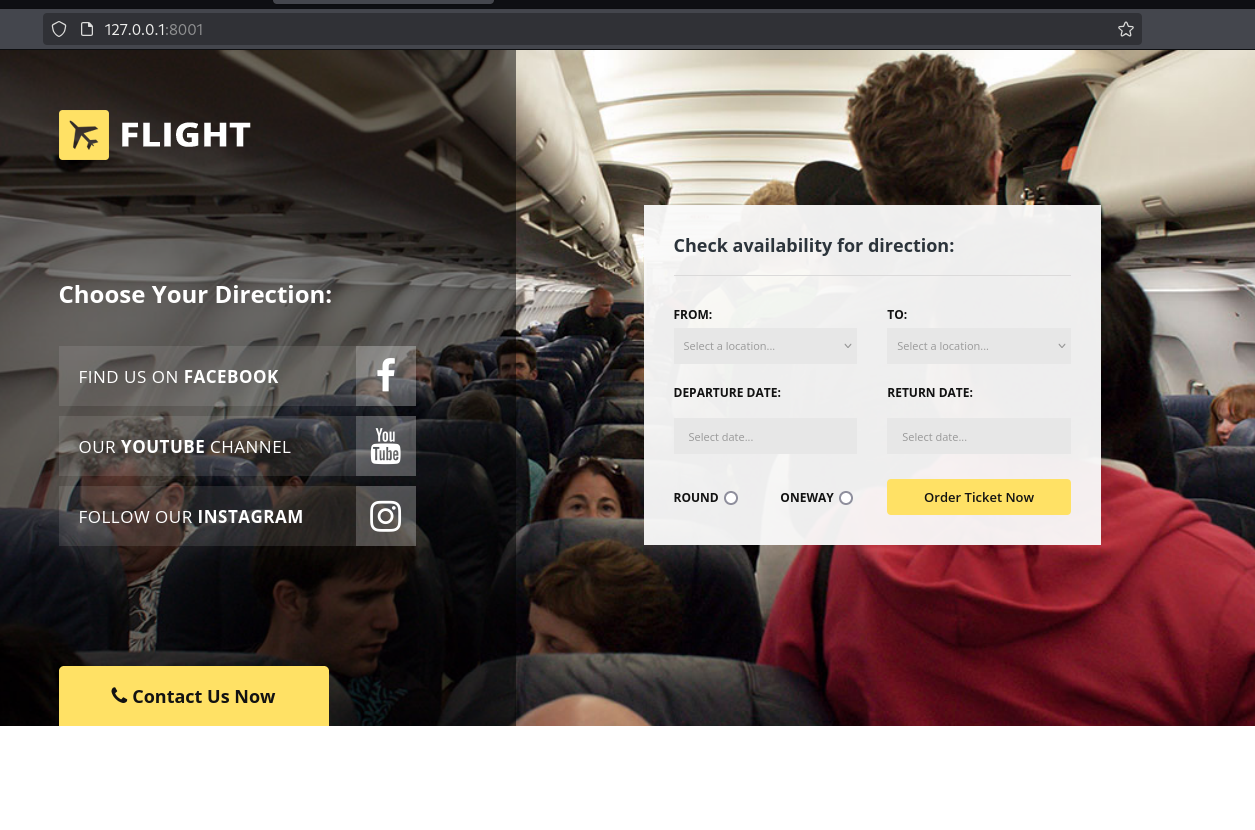 127.0.0.1:8001
FLIGHT
Choose Your Direction:
FIND US ON FACEBOOK
OUR YOUTUBE CHANNEL
You
Tube
FOLLOW OUR INSTAGRAM
Contact Us Now
Check availability for direction:
FROM: TO:
Select a location... Select a location...
DEPARTURE DATE: RETURN DATE:
Select date... Select date...
ROUND ONEWAY Order Ticket Now